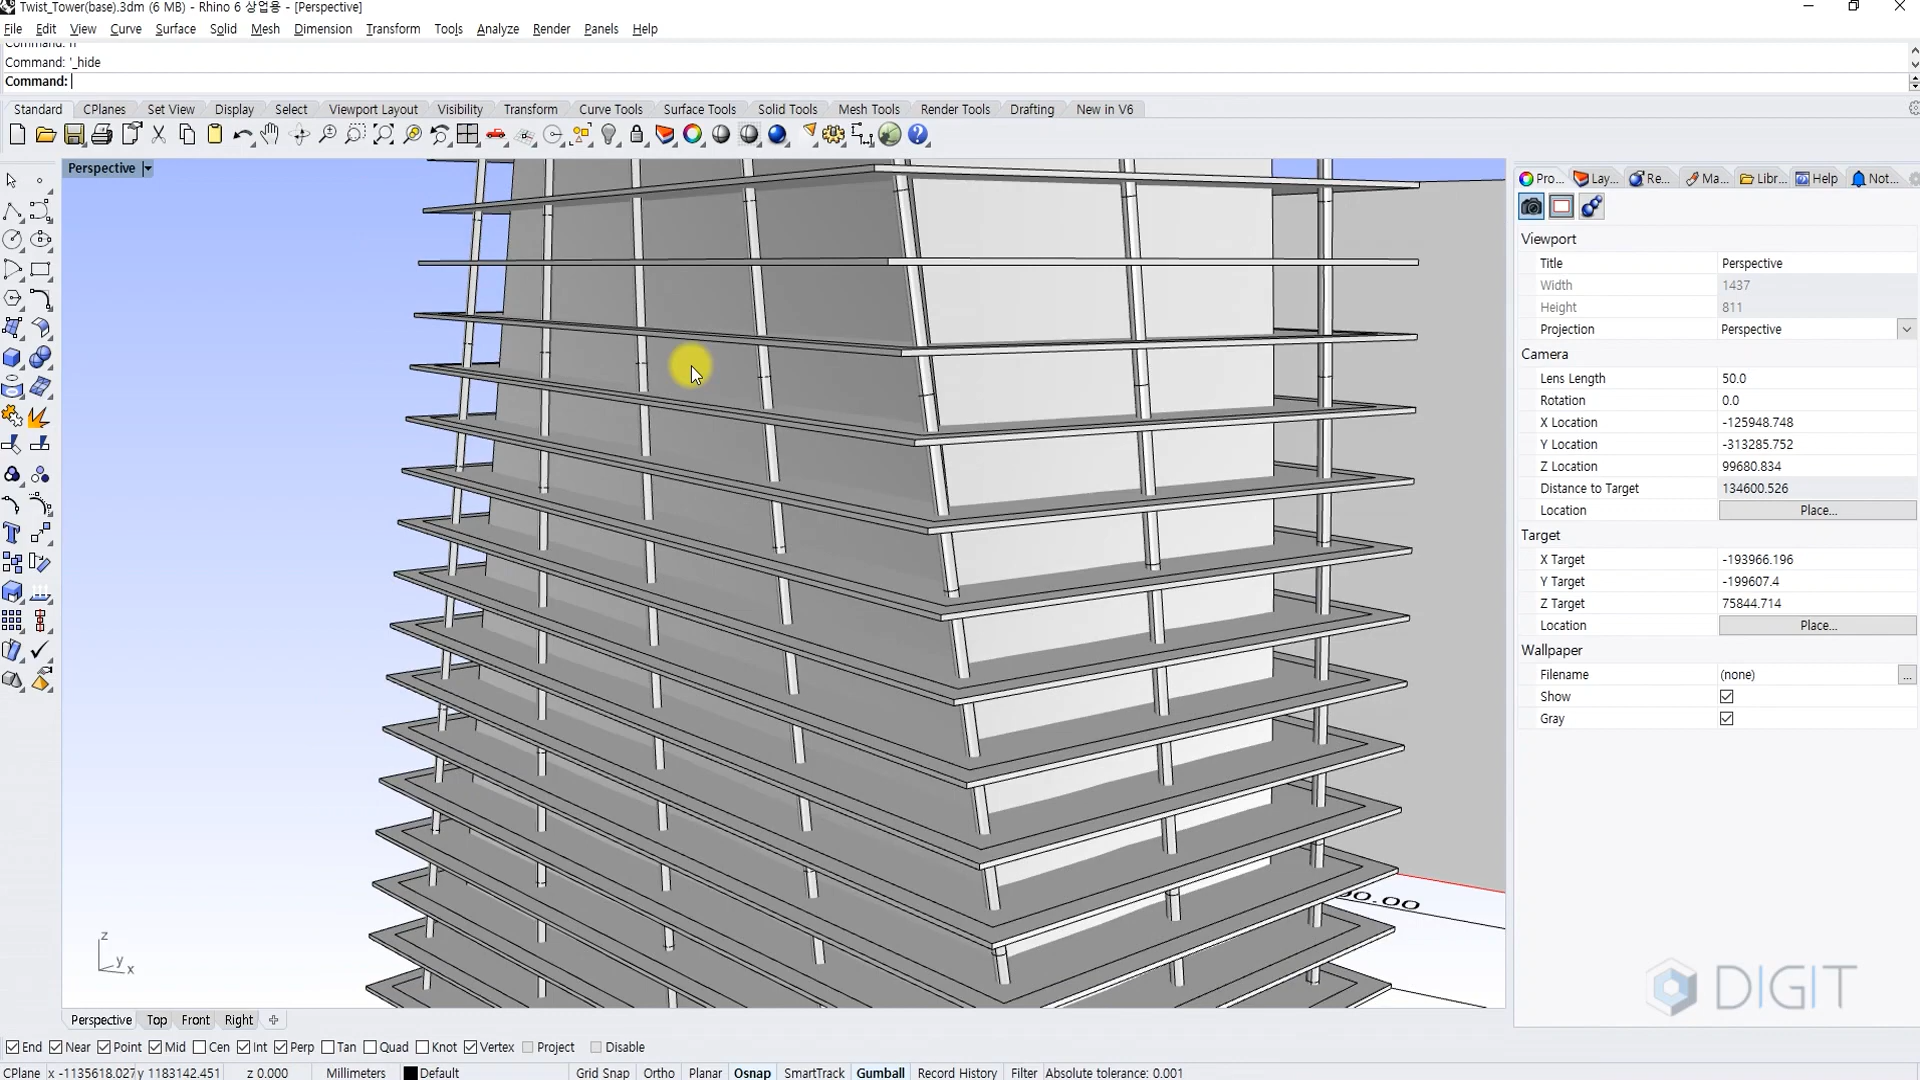 Twist_Tower(base).3dm (6 MB) - Rhino 6 상업용 - [Perspective]
File Edit View Curve Surface Solid Mesh Dimension Transform Tools Analyze Render Panels Help
Command: '_hide
Command:
Standard CPlanes Set View Display Select Viewport Layout Visibility Transform Curve Tools Surface Tools Solid Tools Mesh Tools Render Tools Drafting New in V6
Perspective
Pro... Lay... Re... Ma... Libr... Help Not...
Viewport
Title Perspective
Width 1437
Height 811
Projection Perspective
Camera
Lens Length 50.0
Rotation 0.0
X Location -125948.748
Y Location -313285.752
Z Location 99680.834
Distance to Target 134600.526
Location Place...
Target
X Target -193966.196
Y Target -199607.4
Z Target 75844.714
Location Place...
Wallpaper
Filename (none) ...
Show
Gray
z
y
x
DIGIT
Perspective Top Front Right
End Near Point Mid Cen Int Perp Tan Quad Knot Vertex Project Disable
CPlane x -1135618.027 y 1183142.451 z 0.000 Millimeters Default Grid Snap Ortho Planar Osnap SmartTrack Gumball Record History Filter Absolute tolerance: 0.001